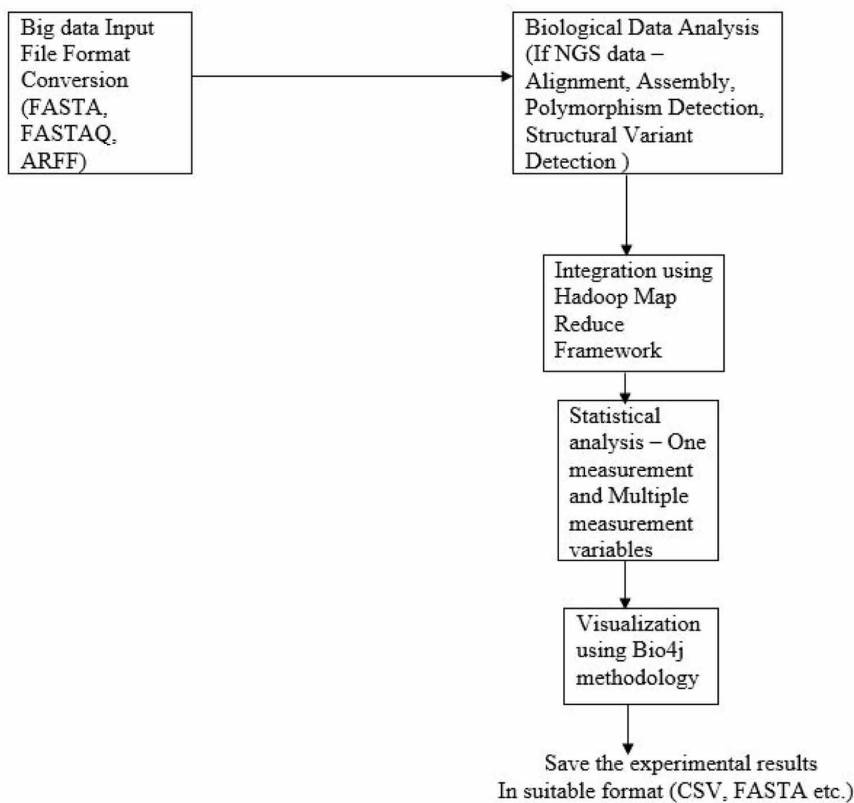 Big data Input
File Format
Conversion
(FASTA,
FASTAQ,
ARFF)
Biological Data Analysis
(If NGS data –
Alignment, Assembly,
Polymorphism Detection,
Structural Variant
Detection )
Integration using
Hadoop Map
Reduce
Framework
Statistical
analysis – One
measurement
and Multiple
measurement
variables
Visualization
using Bio4j
methodology
Save the experimental results
In suitable format (CSV, FASTA etc.)